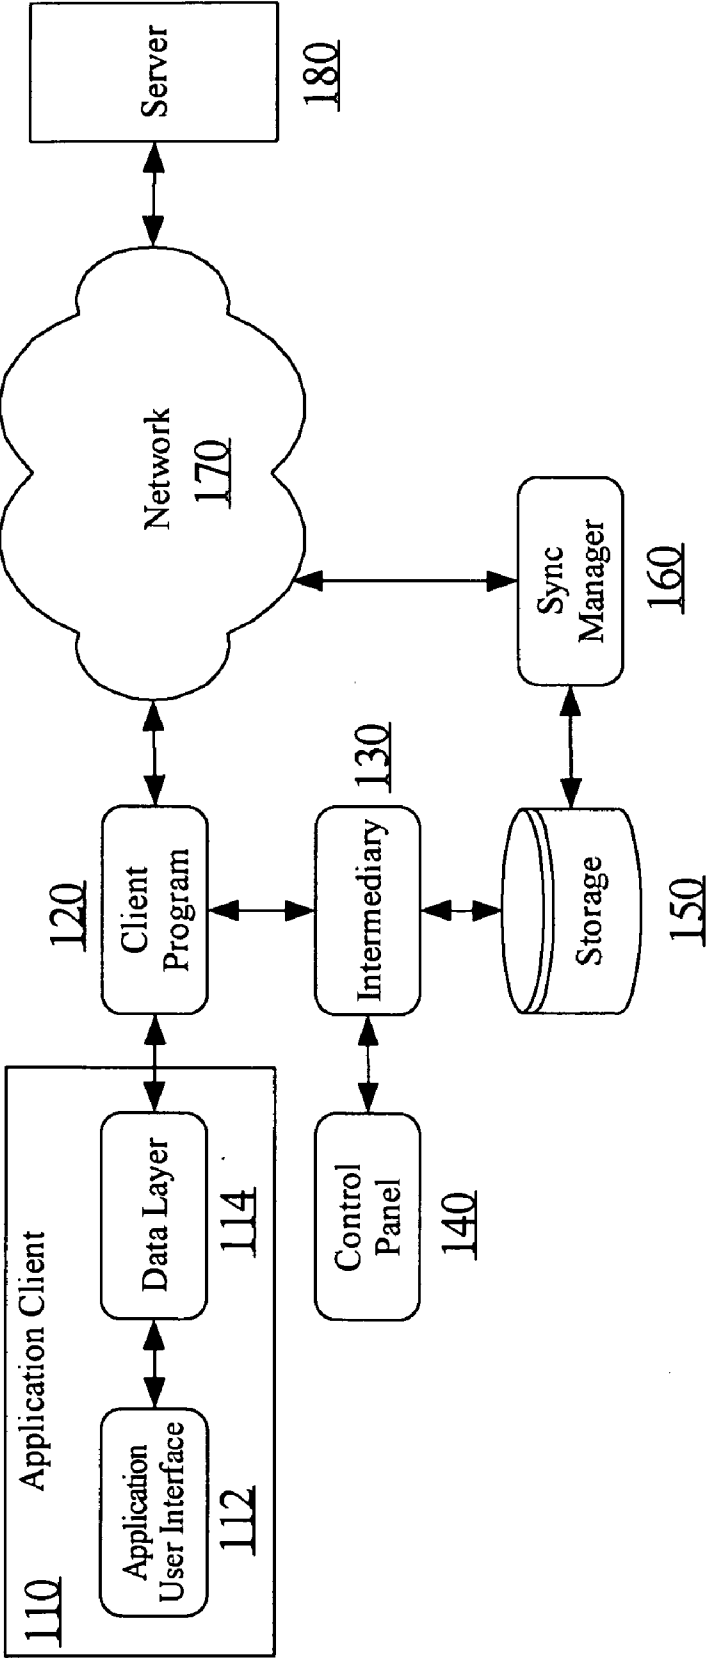 110
Application Client
Application
User Interface
112
Data Layer
114
120
Client
Program
Network
170
Server
180
Control
Panel
140
Intermediary
130
Storage
150
Sync
Manager
160